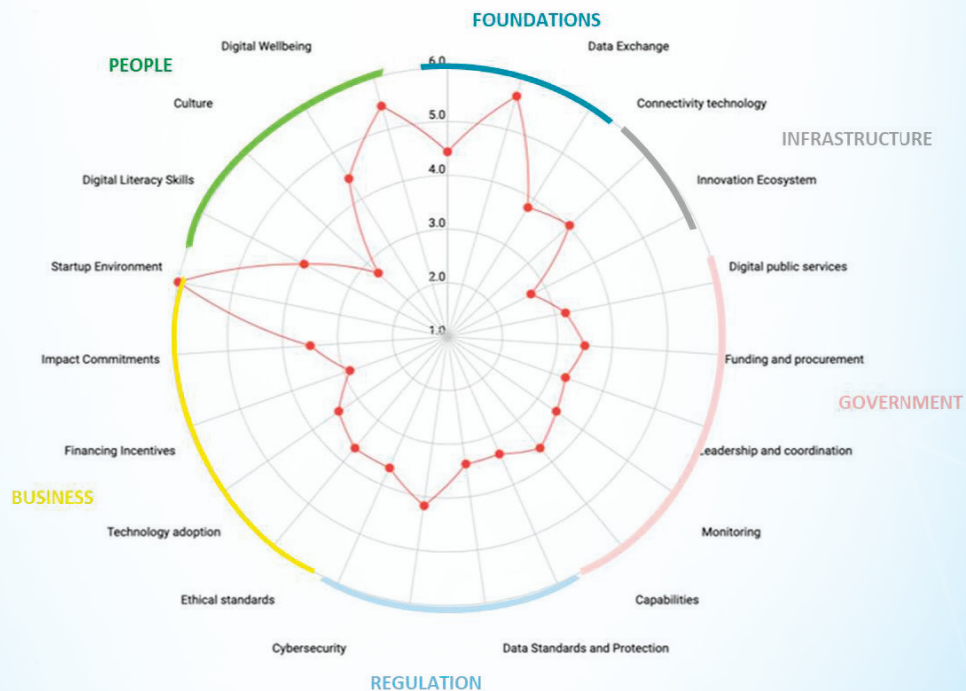 FOUNDATIONS
Digital Wellbeing
Data Exchange
PEOPLE
6.0
Culture
Connectivity technology
5.0
INFRASTRUCTURE
4.0
Digital Literacy Skills
Innovation Ecosystem
3.0
Startup Environment
Digital public services
2.0
1.0
Impact Commitments
Funding and procurement
GOVERNMENT
Financing Incentives
Leadership and coordination
BUSINESS
Technology adoption
Monitoring
Ethical standards
Capabilities
Cybersecurity
Data Standards and Protection
REGULATION